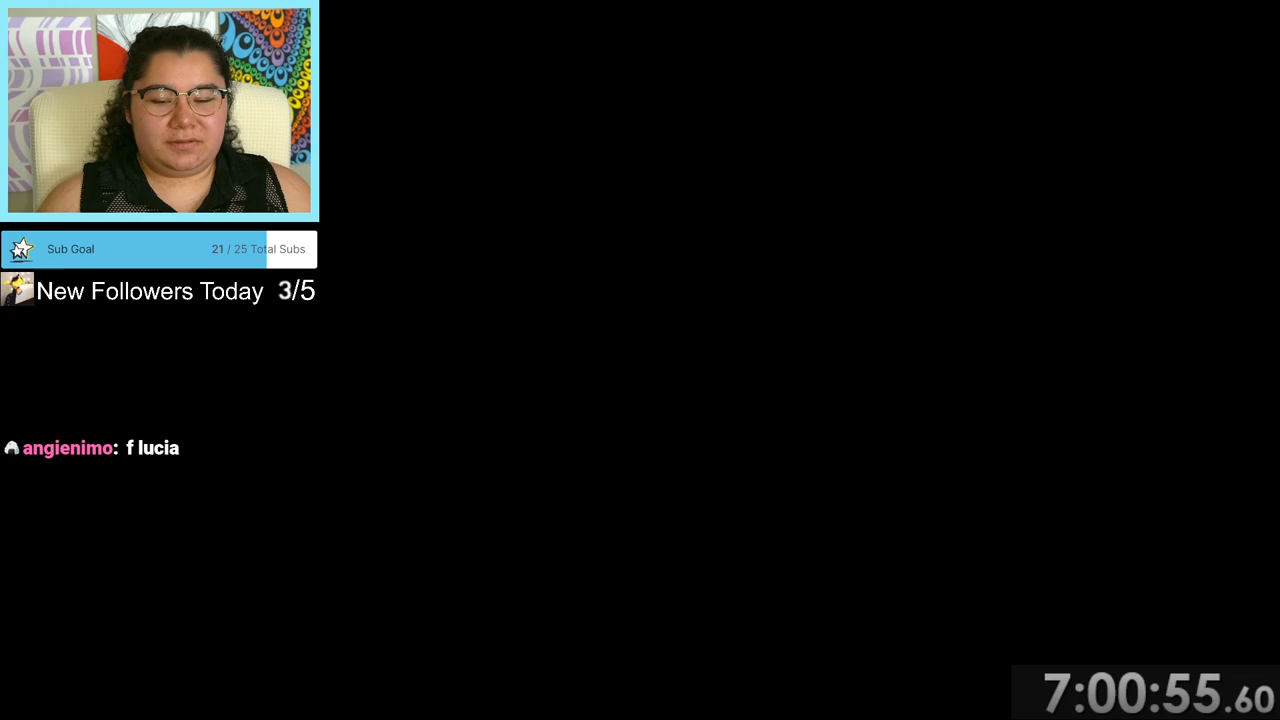 Sub Goal 21 / 25 Total Subs
New Followers Today 3/5
angienimo: f lucia
7:00:55.60